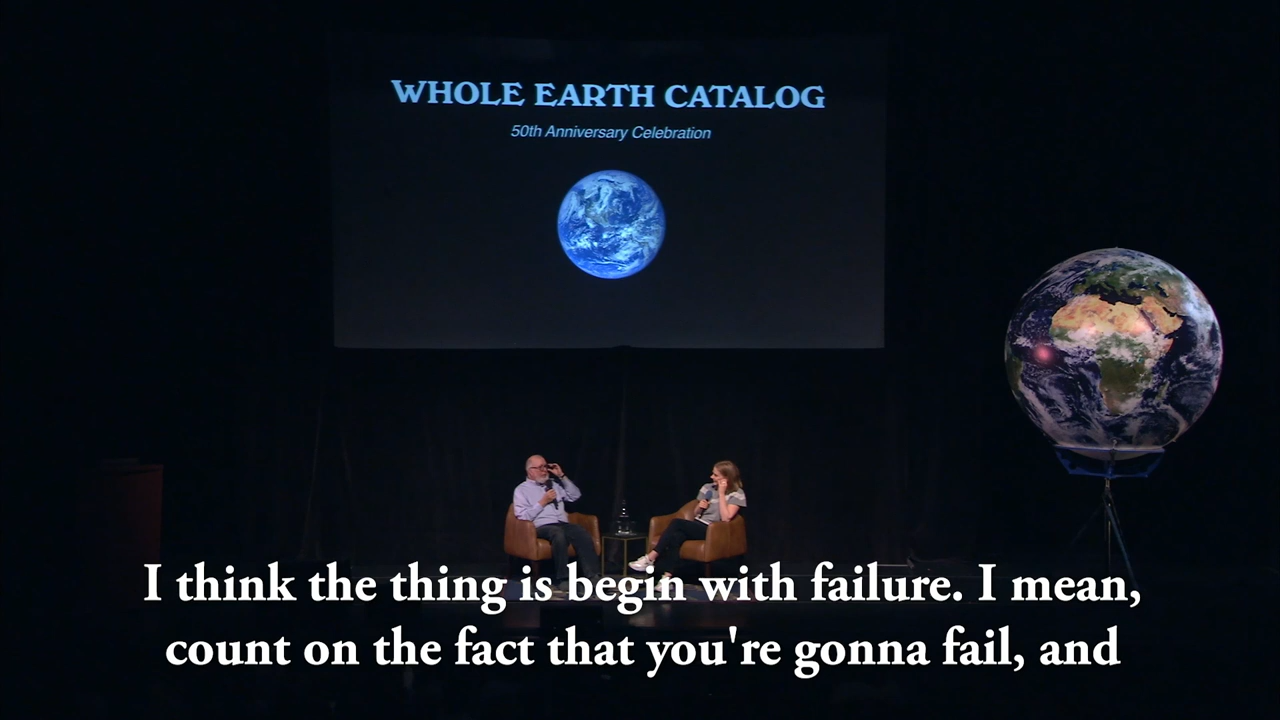 WHOLE EARTH CATALOG
50th Anniversary Celebration
I think the thing is begin with failure. I mean,
count on the fact that you're gonna fail, and